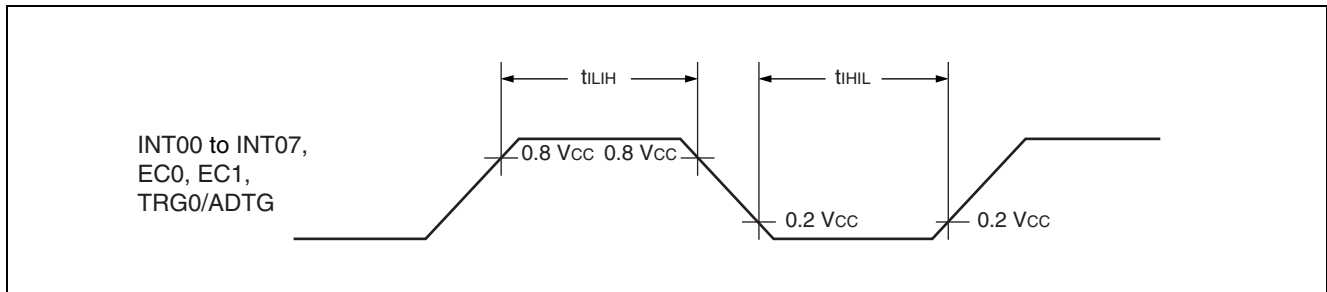 tILIH
tIHIL
INT00 to INT07,
EC0, EC1,
TRG0/ADTG
0.8 VCC 0.8 VCC
0.2 VCC
0.2 VCC